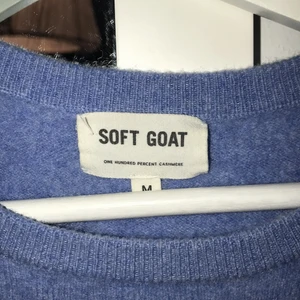 SOFT GOAT
ONE HUNDRED PERCENT CASHMERE
M